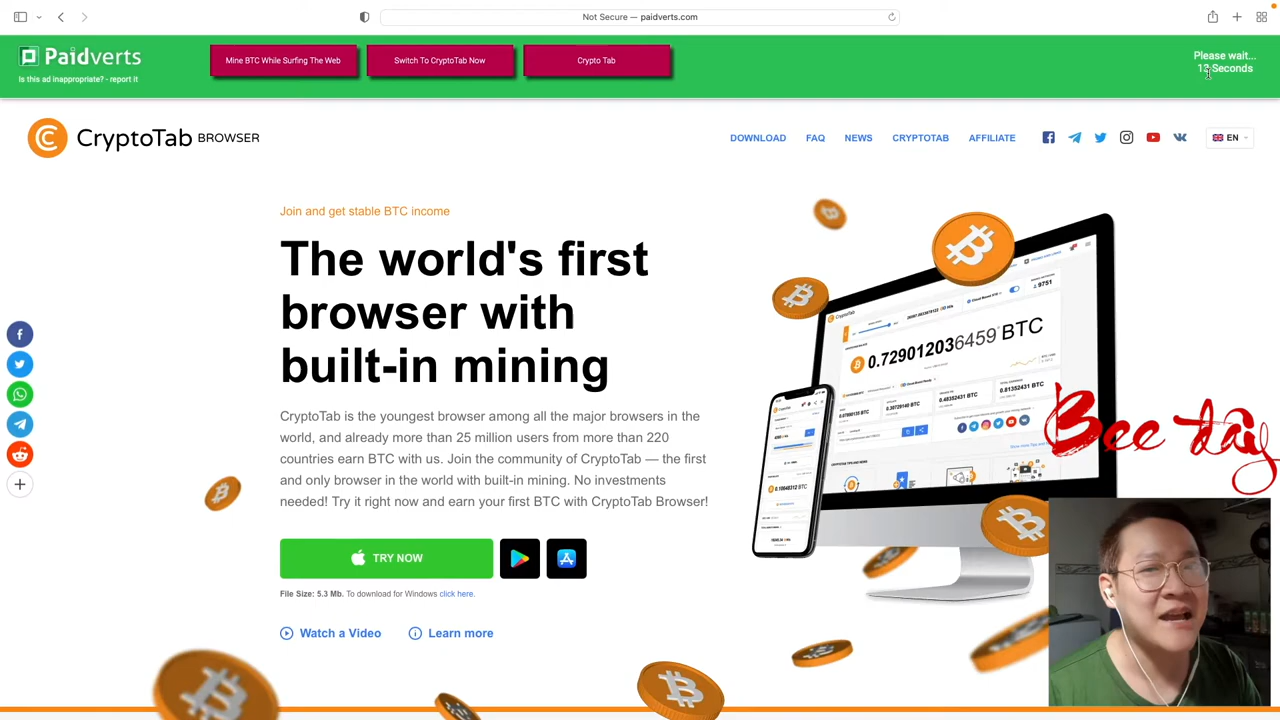 Not Secure — paidverts.com
Paidverts
Is this ad inappropriate? - report it
Mine BTC While Surfing The Web
Switch To CryptoTab Now
Crypto Tab
Please wait...
Seconds
CryptoTab BROWSER
DOWNLOAD
FAQ
NEWS
CRYPTOTAB
AFFILIATE
EN
Join and get stable BTC income
The world's first
browser with
built-in mining
CryptoTab is the youngest browser among all the major browsers in the
world, and already more than 25 million users from more than 220
countries earn BTC with us. Join the community of CryptoTab — the first
and only browser in the world with built-in mining. No investments
needed! Try it right now and earn your first BTC with CryptoTab Browser!
TRY NOW
File Size: 5.3 Mb. To download for Windows click here.
Watch a Video
Learn more
0.7290120366459 BTC
Bee day